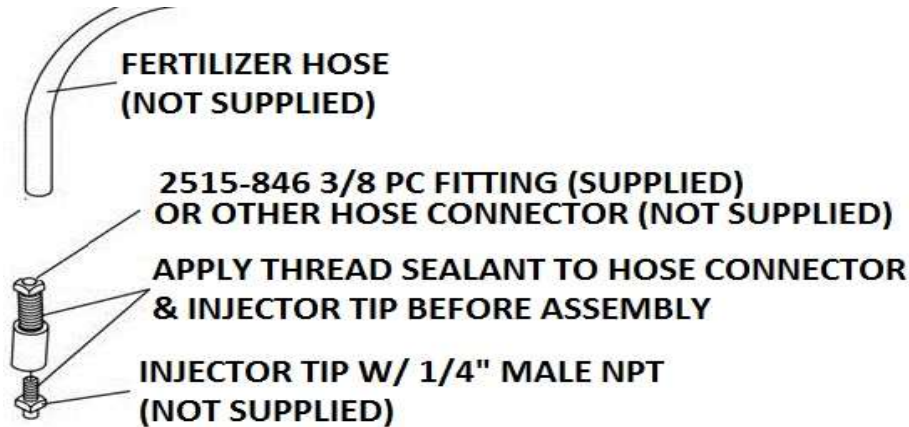 FERTILIZER HOSE
(NOT SUPPLIED)
2515-846 3/8 PC FITTING (SUPPLIED)
OR OTHER HOSE CONNECTOR (NOT SUPPLIED)
APPLY THREAD SEALANT TO HOSE CONNECTOR
& INJECTOR TIP BEFORE ASSEMBLY
INJECTOR TIP W/ 1/4" MALE NPT
(NOT SUPPLIED)